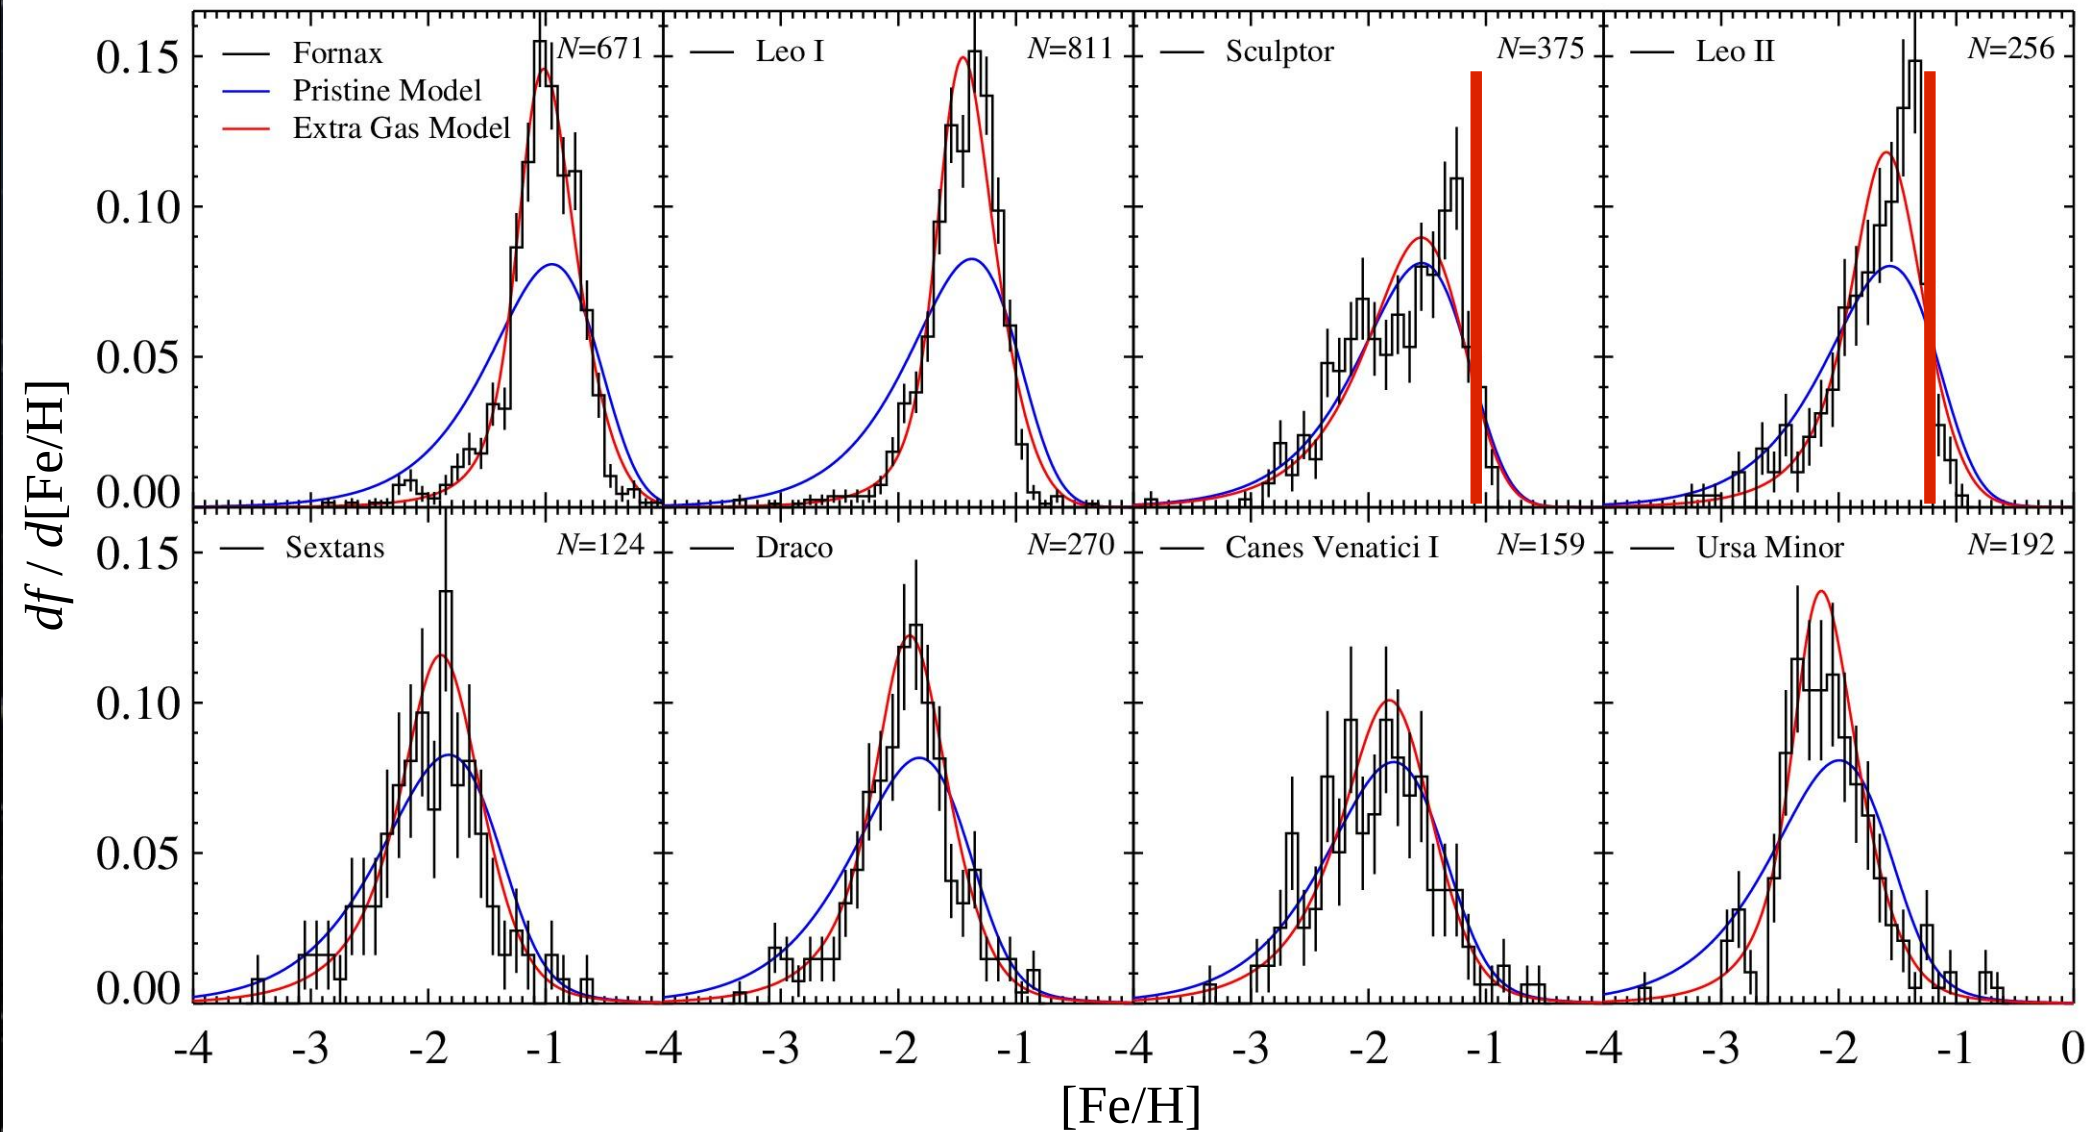 Fornax N=671
Pristine Model
Extra Gas Model
Leo I N=811
Sculptor N=375
Leo II N=256
0.15
0.10
0.05
0.00
Sextans N=124
Draco N=270
Canes Venatici I N=159
Ursa Minor N=192
0.15
0.10
0.05
0.00
df / d[Fe/H]
-4 -3 -2 -1 -4 -3 -2 -1 -4 -3 -2 -1 -4 -3 -2 -1 0
[Fe/H]